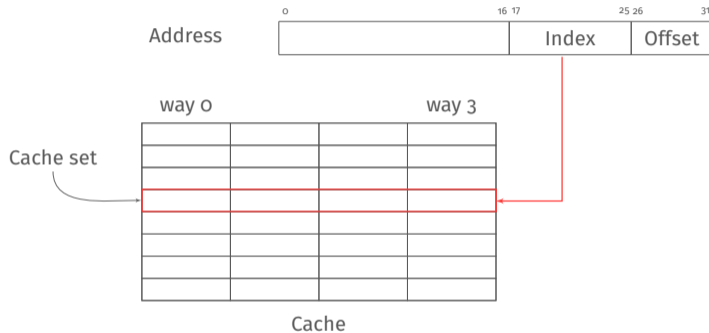 0 16 17 25 26 31
Address Index Offset
way 0 way 3
Cache set
Cache